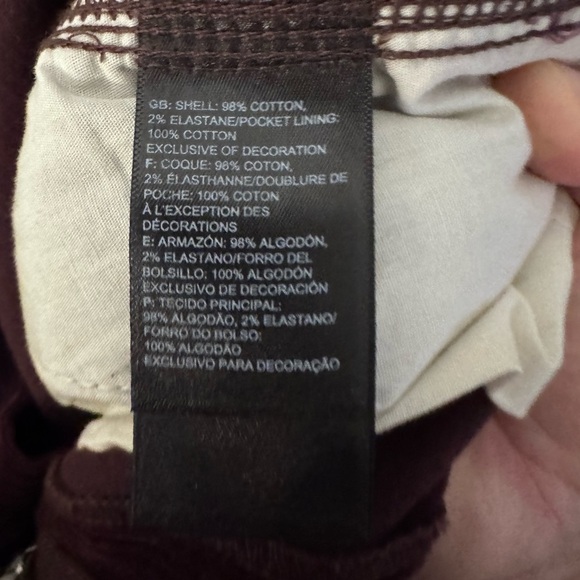 GB: SHELL: 98% COTTON,
2% ELASTANE/POCKET LINING:
100% COTTON
EXCLUSIVE OF DECORATION
F: COQUE: 98% COTON,
2% ÉLASTHANNE/DOUBLURE DE
POCHE: 100% COTON
À L'EXCEPTION DES
DÉCORATIONS
E: ARMAZÓN: 98% ALGODÓN,
2% ELASTANO/FORRO DEL
BOLSILLO: 100% ALGODÓN
EXCLUSIVO DE DECORACIÓN
P: TECIDO PRINCIPAL:
98% ALGODÃO, 2% ELASTANO/
FORRO DO BOLSO:
100% ALGODÃO
EXCLUSIVO PARA DECORAÇÃO